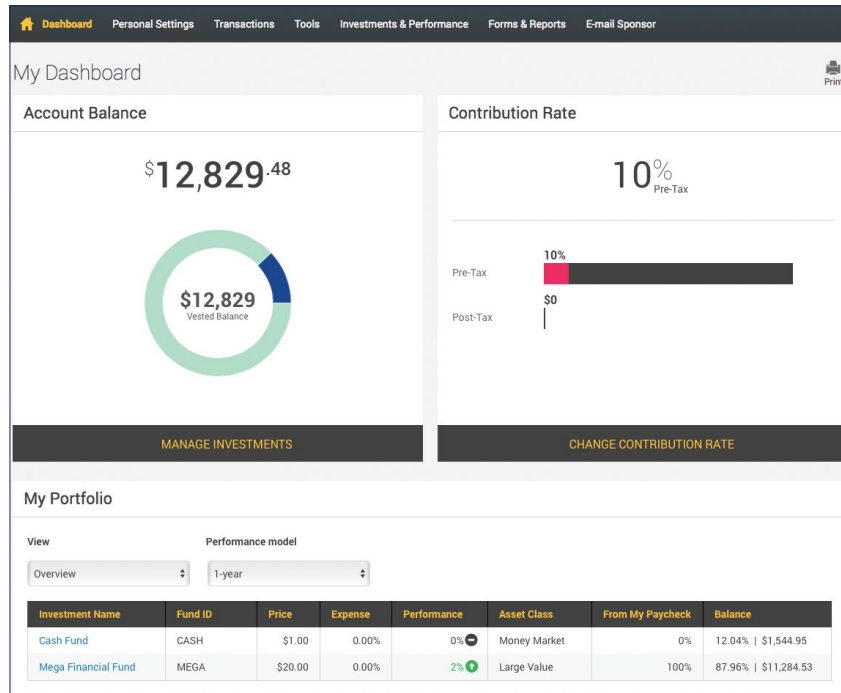 Dashboard Personal Settings Transactions Tools Investments & Performance Forms & Reports E-mail Sponsor
My Dashboard
Print
Account Balance
$12,829.48
$12,829
Vested Balance
MANAGE INVESTMENTS
Contribution Rate
10%
Pre-Tax
10%
Pre-Tax
$0
Post-Tax
CHANGE CONTRIBUTION RATE
My Portfolio
View Performance model
Overview 1-year
Investment Name Fund ID Price Expense Performance Asset Class From My Paycheck Balance
Cash Fund CASH $1.00 0.00% 0% Money Market 0% 12.04% | $1,544.95
Mega Financial Fund MEGA $20.00 0.00% 2% Large Value 100% 87.96% | $11,284.53